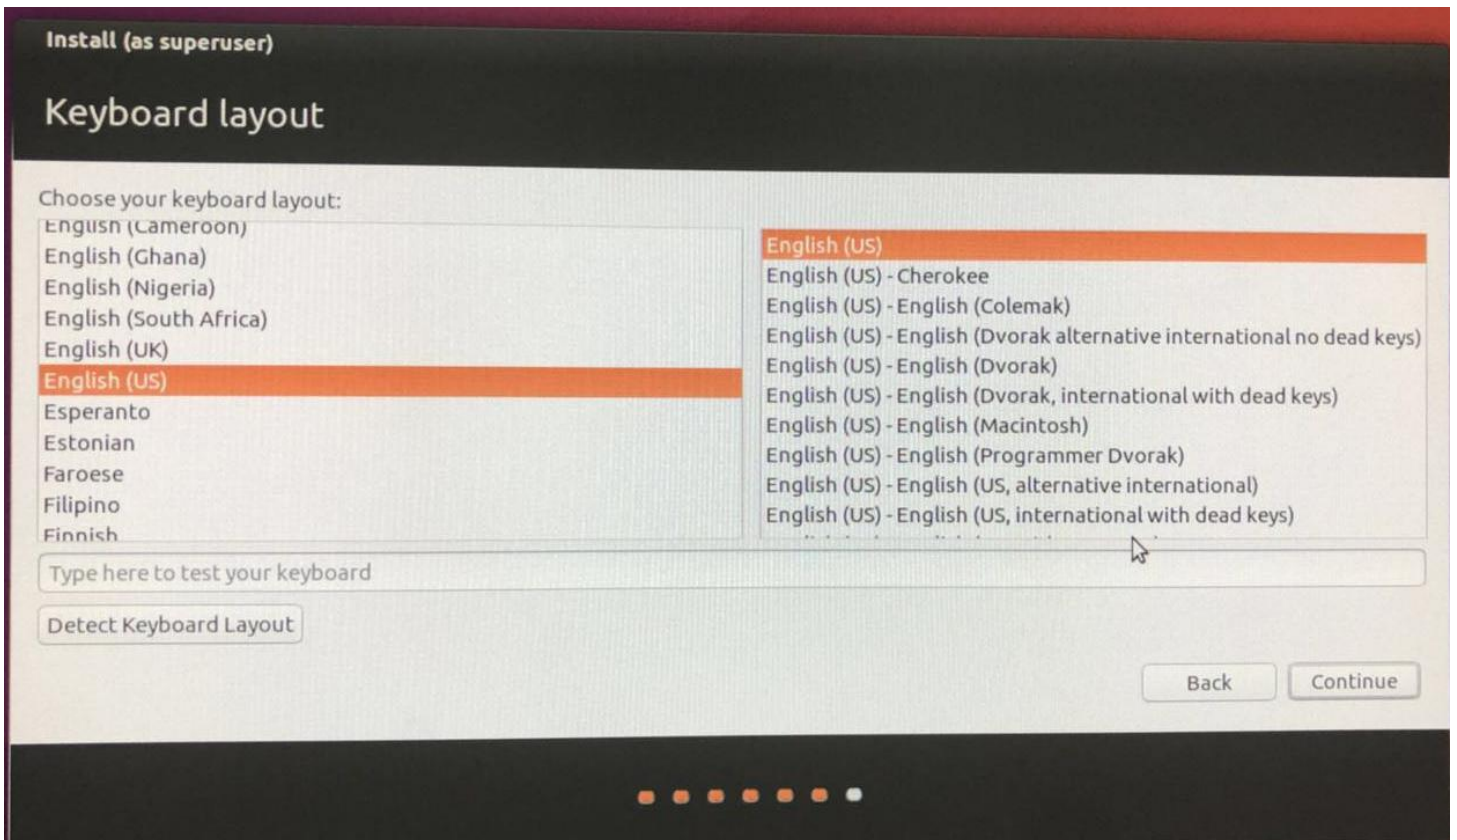 Install (as superuser)
Keyboard layout
Choose your keyboard layout:
English (Cameroon)
English (Ghana)
English (Nigeria)
English (South Africa)
English (UK)
English (US)
Esperanto
Estonian
Faroese
Filipino
Finnish
English (US)
English (US) - Cherokee
English (US) - English (Colemak)
English (US) - English (Dvorak alternative international no dead keys)
English (US) - English (Dvorak)
English (US) - English (Dvorak, international with dead keys)
English (US) - English (Macintosh)
English (US) - English (Programmer Dvorak)
English (US) - English (US, alternative international)
English (US) - English (US, international with dead keys)
Type here to test your keyboard
Detect Keyboard Layout
Back
Continue